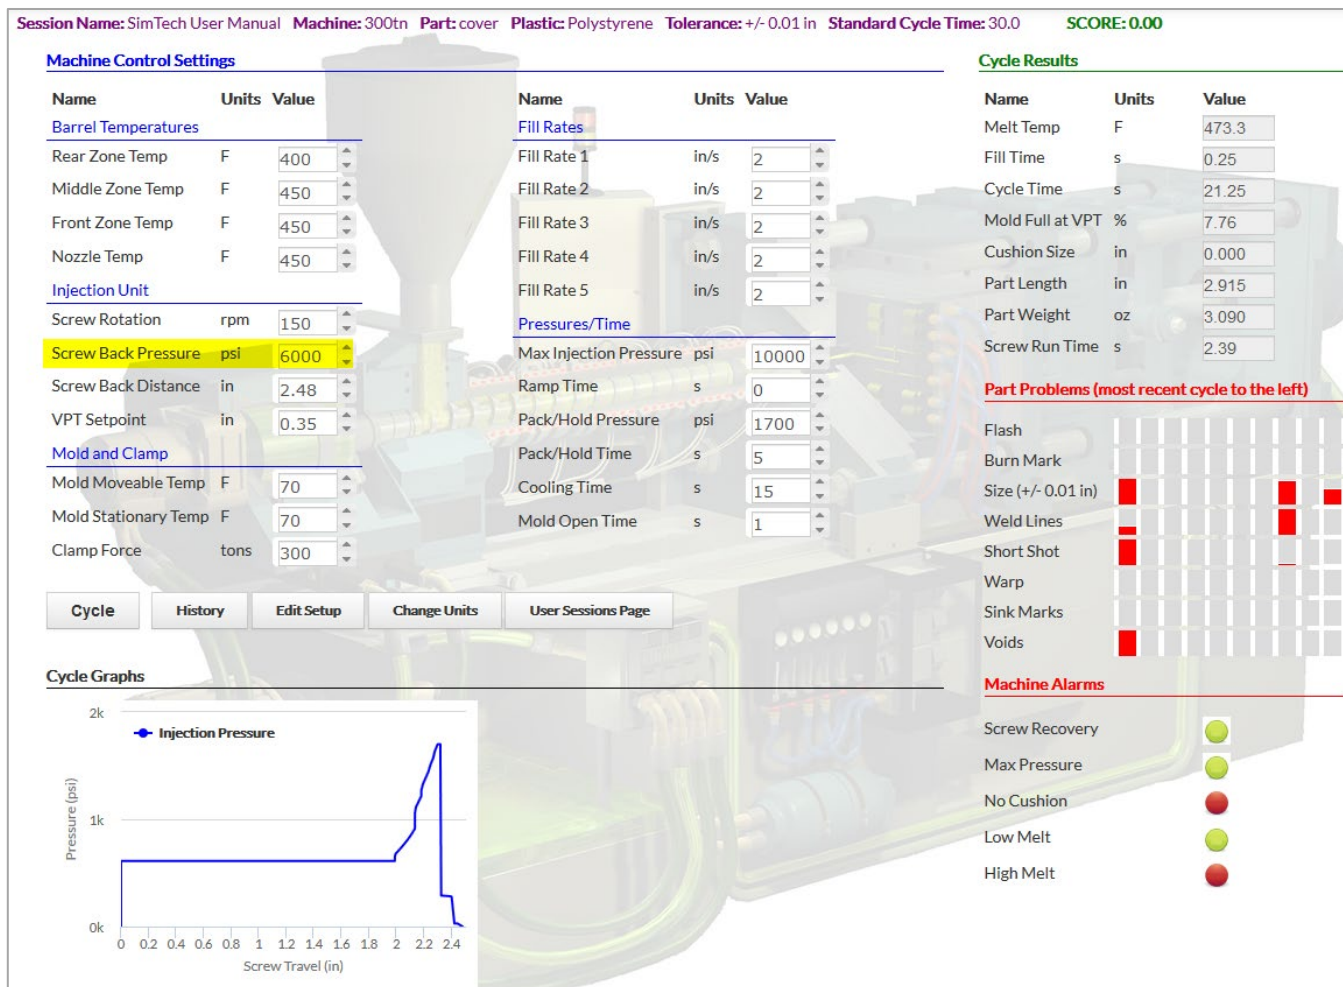 Session Name: SimTech User Manual Machine: 300tn Part: cover Plastic: Polystyrene Tolerance: +/- 0.01 in Standard Cycle Time: 30.0 SCORE: 0.00
Machine Control Settings
Name Units Value
Barrel Temperatures
Rear Zone Temp F 400
Middle Zone Temp F 450
Front Zone Temp F 450
Nozzle Temp F 450
Injection Unit
Screw Rotation rpm 150
Screw Back Pressure psi 6000
Screw Back Distance in 2.48
VPT Setpoint in 0.35
Mold and Clamp
Mold Moveable Temp F 70
Mold Stationary Temp F 70
Clamp Force tons 300
Name Units Value
Fill Rates
Fill Rate 1 in/s 2
Fill Rate 2 in/s 2
Fill Rate 3 in/s 2
Fill Rate 4 in/s 2
Fill Rate 5 in/s 2
Pressures/Time
Max Injection Pressure psi 10000
Ramp Time s 0
Pack/Hold Pressure psi 1700
Pack/Hold Time s 5
Cooling Time s 15
Mold Open Time s 1
Cycle History Edit Setup Change Units User Sessions Page
Cycle Graphs
2k
Injection Pressure
1k
0k
Pressure (psi)
0 0.2 0.4 0.6 0.8 1 1.2 1.4 1.6 1.8 2 2.2 2.4
Screw Travel (in)
Cycle Results
Name Units Value
Melt Temp F 473.3
Fill Time s 0.25
Cycle Time s 21.25
Mold Full at VPT % 7.76
Cushion Size in 0.000
Part Length in 2.915
Part Weight oz 3.090
Screw Run Time s 2.39
Part Problems (most recent cycle to the left)
Flash
Burn Mark
Size (+/- 0.01 in)
Weld Lines
Short Shot
Warp
Sink Marks
Voids
Machine Alarms
Screw Recovery
Max Pressure
No Cushion
Low Melt
High Melt